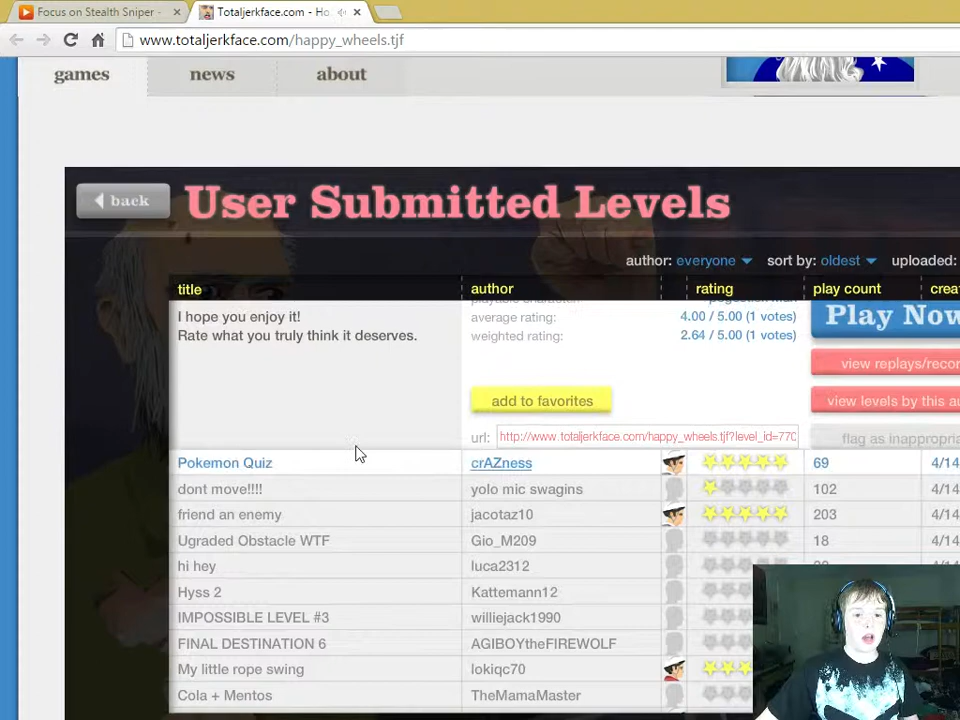 Focus on Stealth Sniper
Totaljerkface.com - Ho
www.totaljerkface.com/happy_wheels.tjf
games news about
back User Submitted Levels
author: everyone sort by: oldest uploaded:
title author rating play count
I hope you enjoy it!
Rate what you truly think it deserves.
average rating: 4.00 / 5.00 (1 votes)
weighted rating: 2.64 / 5.00 (1 votes)
Play Now
view replays/recor
add to favorites view levels by this au
url: http://www.totaljerkface.com/happy_wheels.tjf?level_id=770 flag as inappropria
Pokemon Quiz crAZness 69 4/14
dont move!!!! yolo mic swagins 102 4/14
friend an enemy jacotaz10 203 4/14
Ugraded Obstacle WTF Gio_M209 18 4/14
hi hey luca2312
Hyss 2 Kattemann12
IMPOSSIBLE LEVEL #3 williejack1990
FINAL DESTINATION 6 AGIBOYtheFIREWOLF
My little rope swing lokiqc70
Cola + Mentos TheMamaMaster